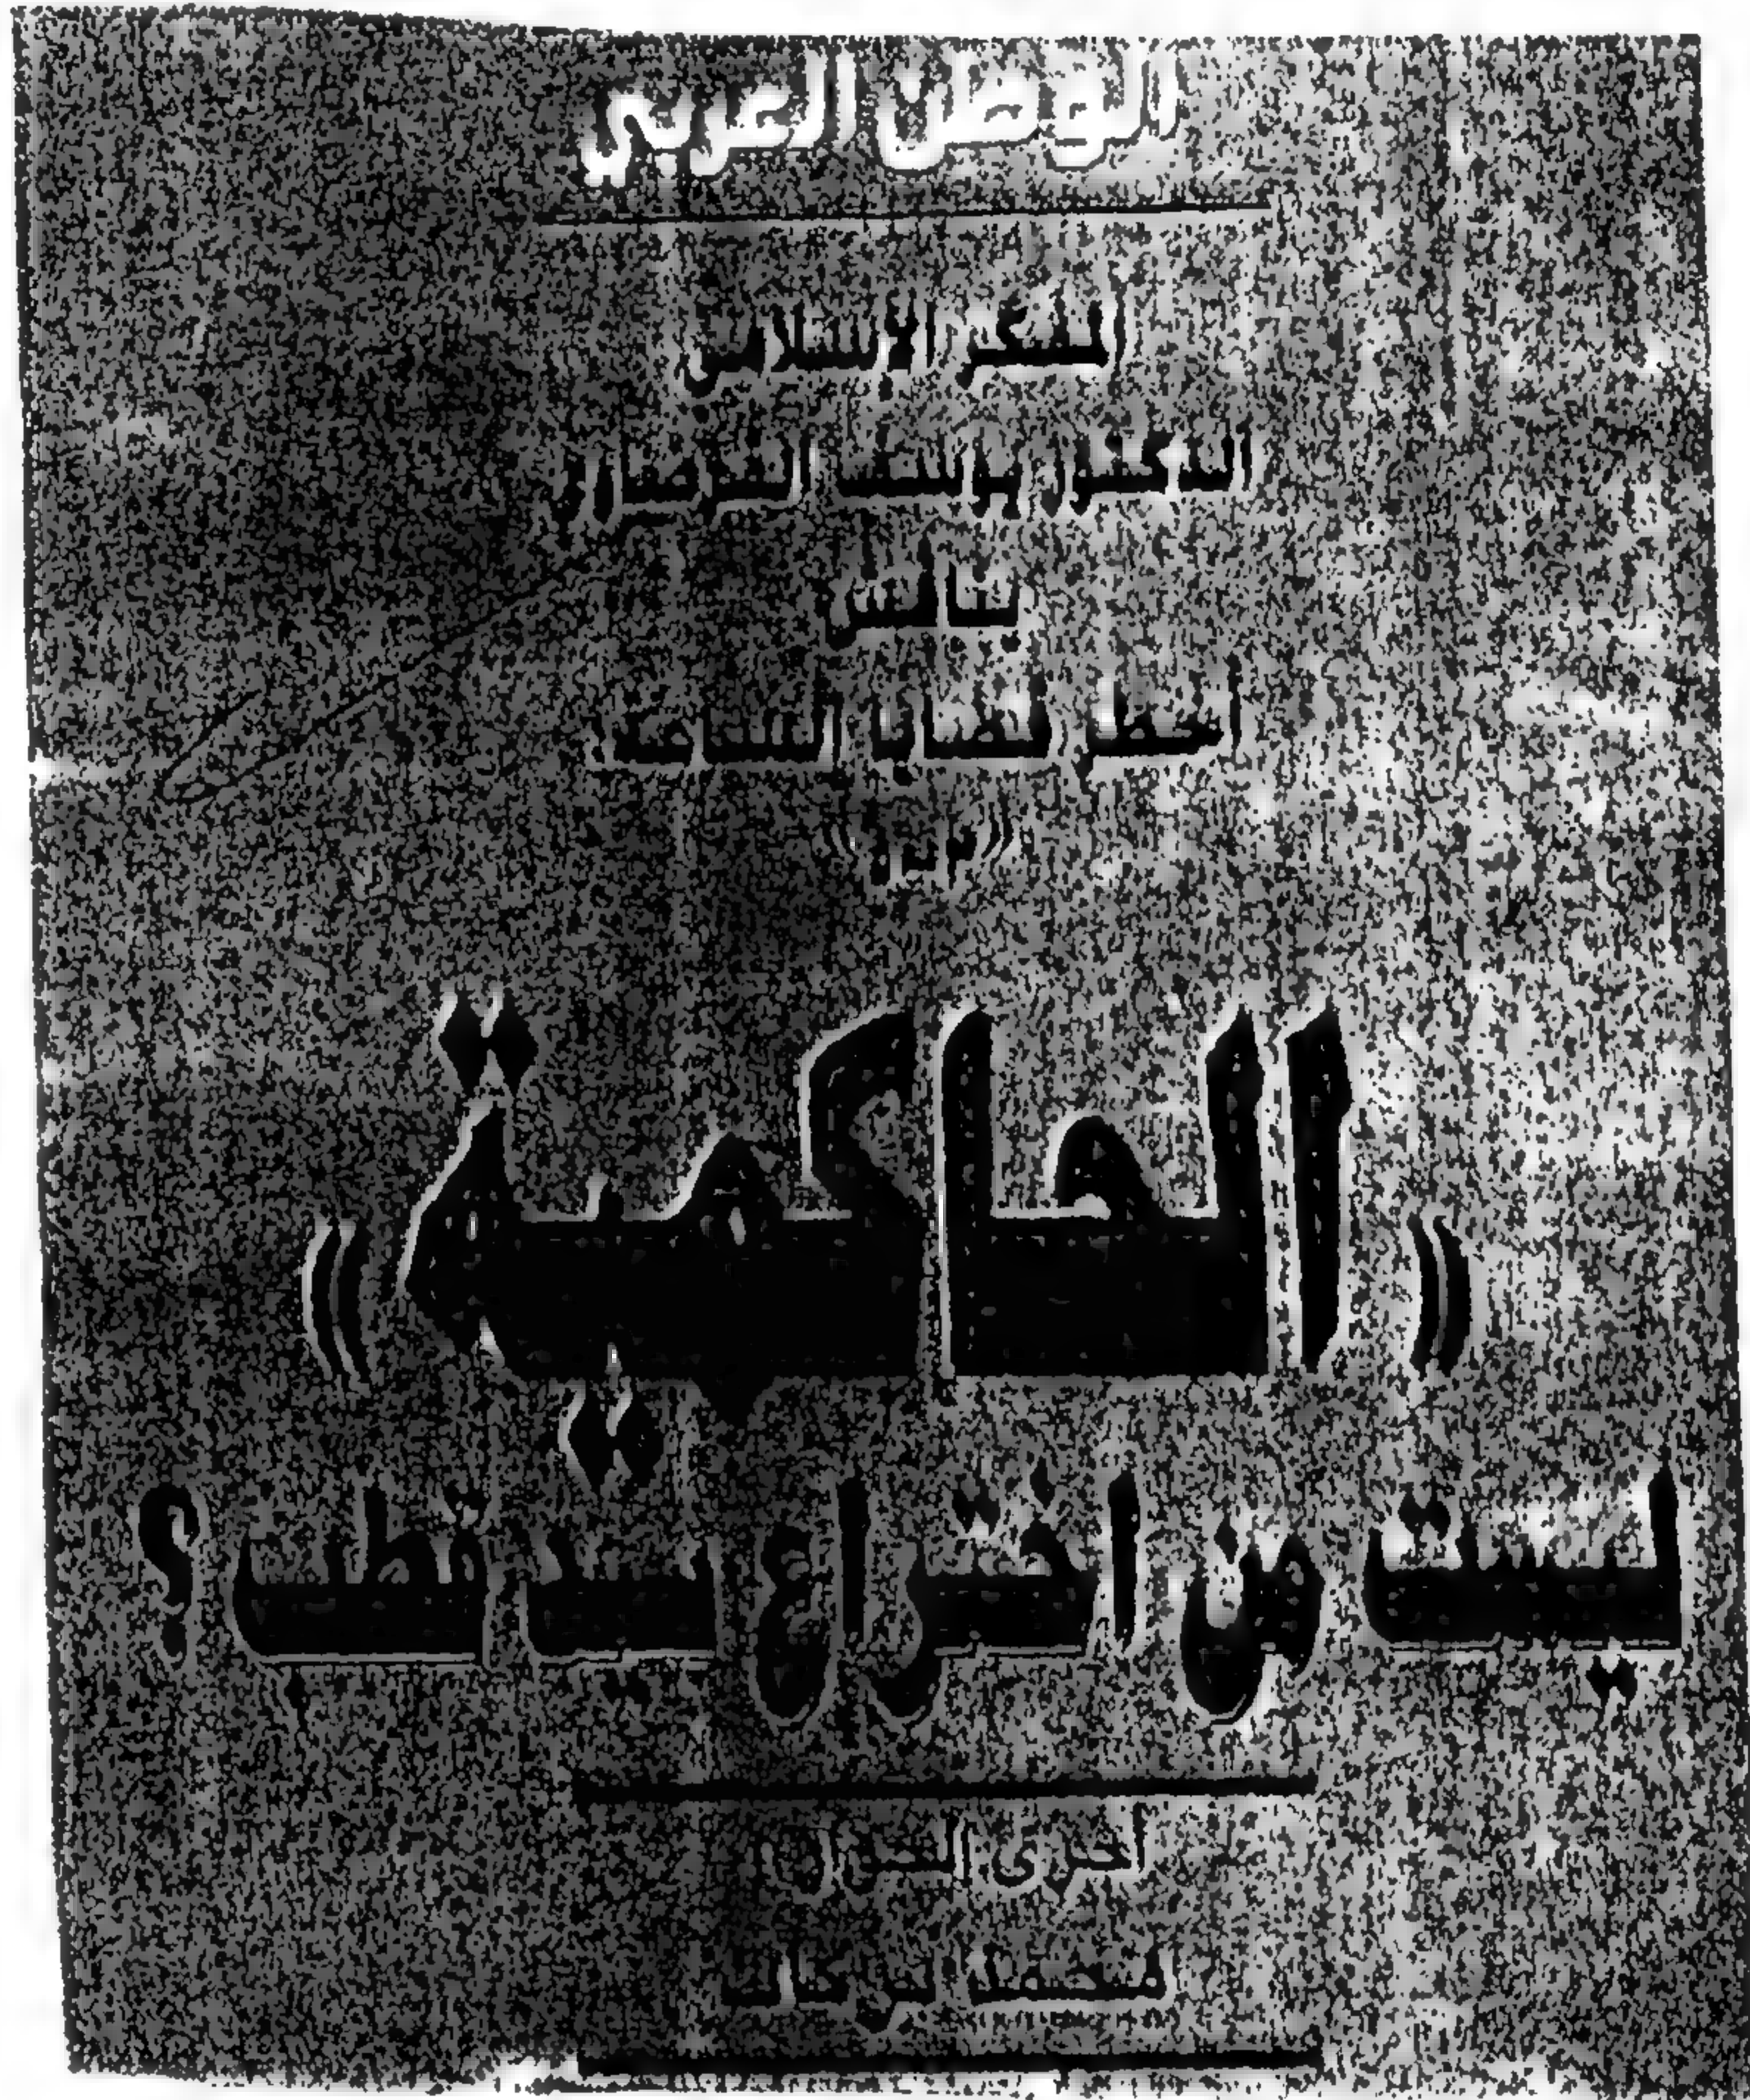 الوطن العربي
المفكر الإسلامي
الدكتور يوسف القرضاوي
يناقش
أخطر قضايا الساعة
« الحاكمية »
ليست من اختراع سيد قطب ؟
أجرى الحوار
محمد بركات